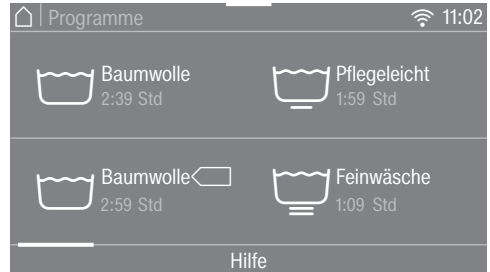 Programme
11:02
Baumwolle
2:39 Std
Pflegeleicht
1:59 Std
Baumwolle
2:59 Std
Feinwäsche
1:09 Std
Hilfe